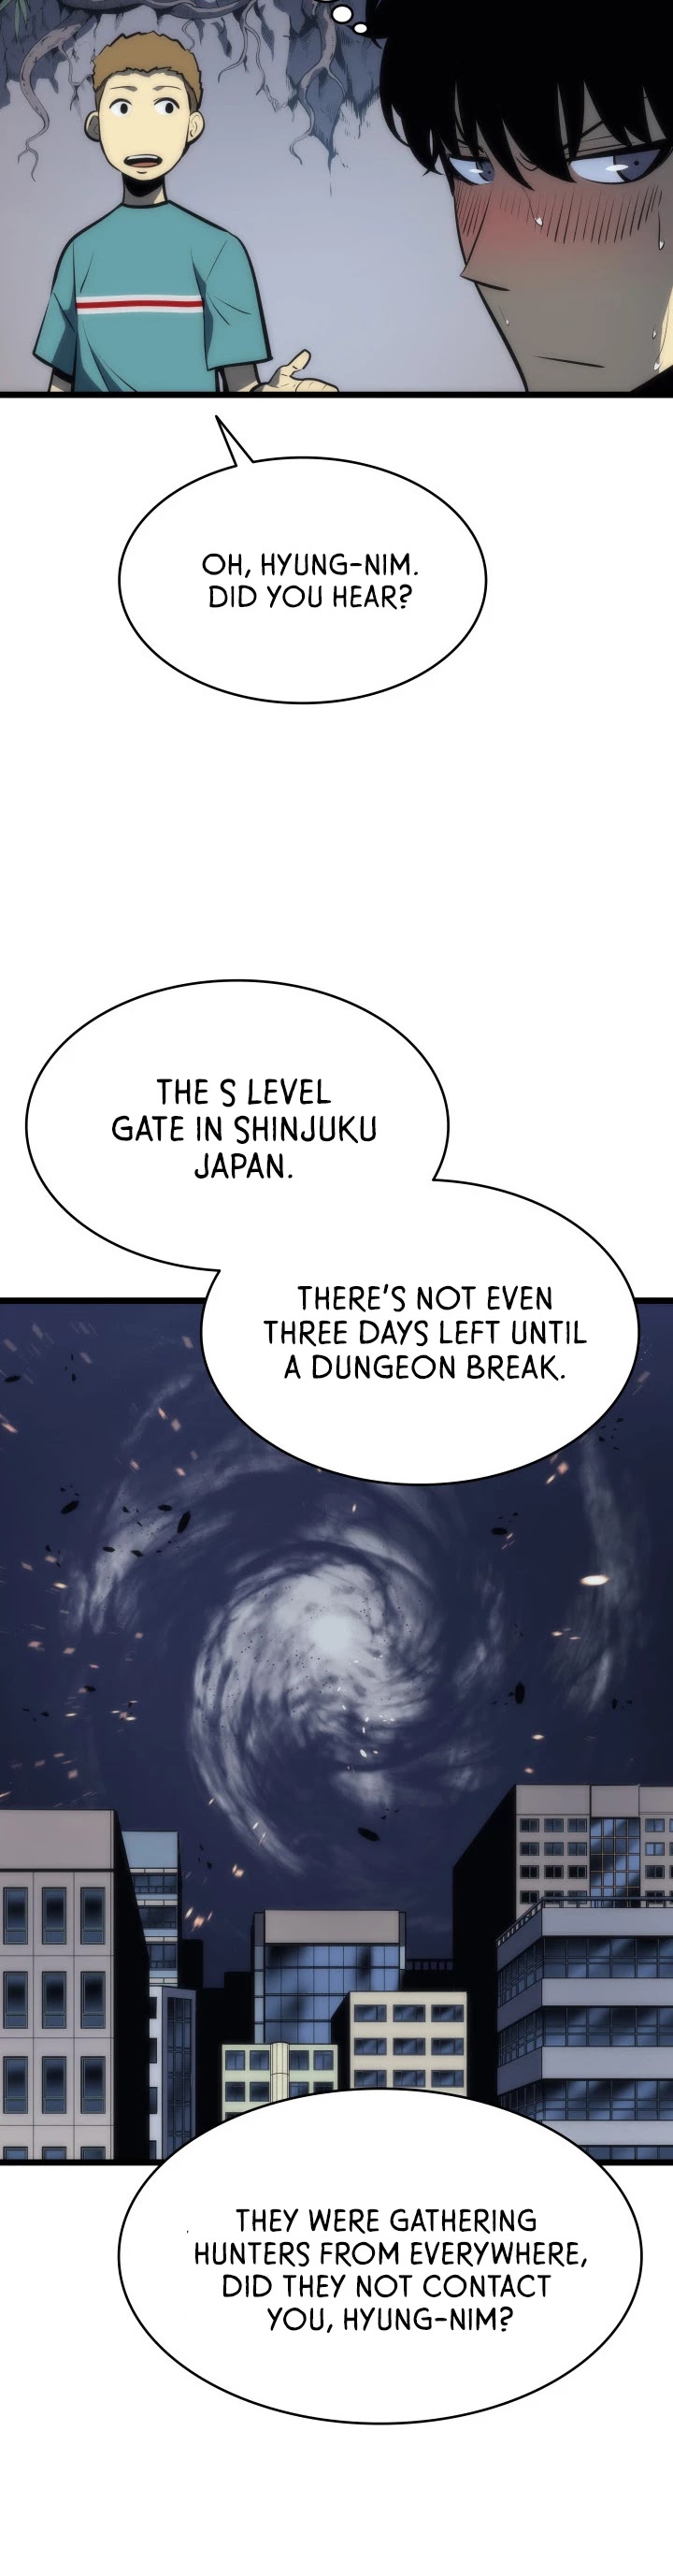 OH, HYUNG-NIM.
DID YOU HEAR?
THE S LEVEL
GATE IN SHINJUKU
JAPAN.
THERE'S NOT EVEN
THREE DAYS LEFT UNTIL
A DUNGEON BREAK.
THEY WERE GATHERING
HUNTERS FROM EVERYWHERE,
DID THEY NOT CONTACT
YOU, HYUNG-NIM?